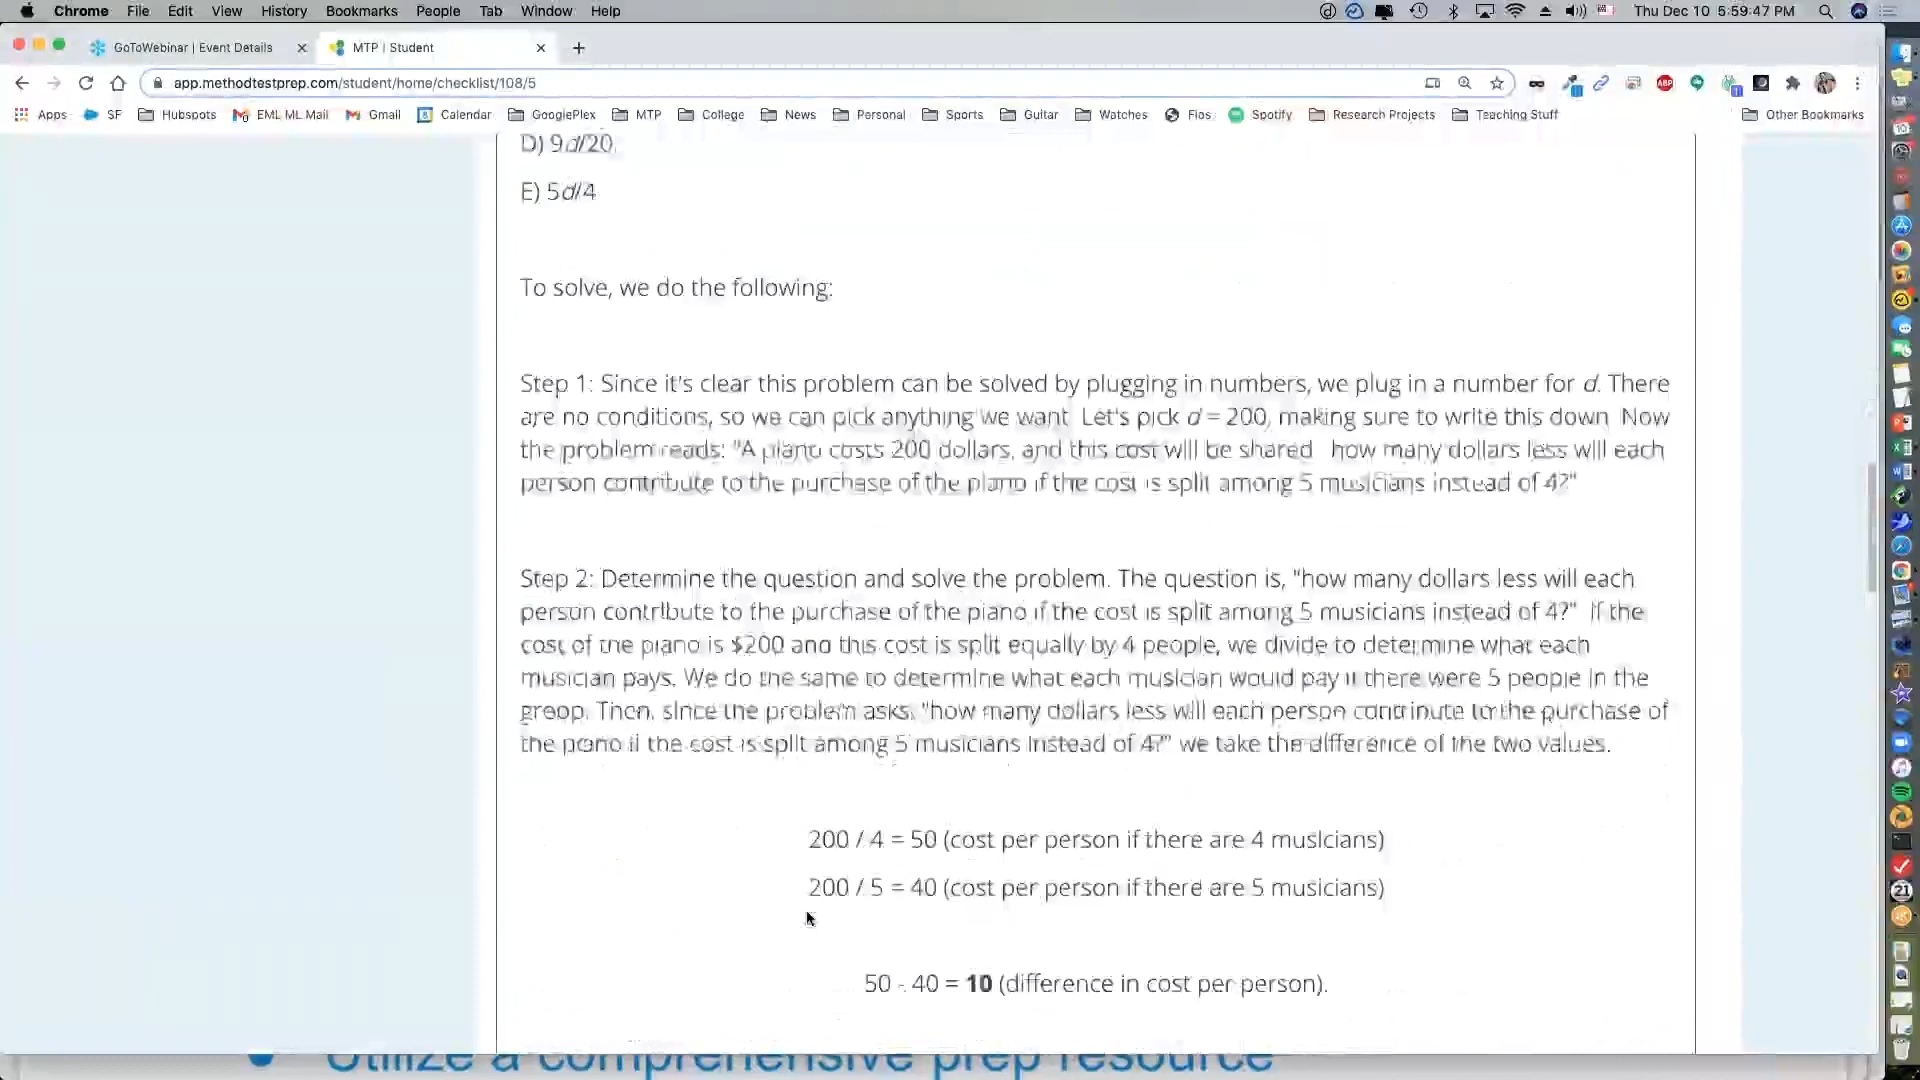 Chrome File Edit View History Bookmarks People Tab Window Help
Thu Dec 10 5:59:47 PM
GoToWebinar | Event Details
MTP | Student
app.methodtestprep.com/student/home/checklist/108/5
Apps SF Hubspots EML ML Mail Gmail Calendar GooglePlex MTP College News Personal Sports Guitar Watches Flos Spotify Research Projects Teaching Stuff Other Bookmarks
D) 9d/20
E) 5d/4
To solve, we do the following:
Step 1: Since it's clear this problem can be solved by plugging in numbers, we plug in a number for d. There
are no conditions, so we can pick anything we want. Let's pick d = 200, making sure to write this down. Now
the problem reads: "A piano costs 200 dollars, and this cost will be shared how many dollars less will each
person contribute to the purchase of the piano if the cost is split among 5 musicians instead of 4?"
Step 2: Determine the question and solve the problem. The question is, "how many dollars less will each
person contribute to the purchase of the piano if the cost is split among 5 musicians instead of 4?" If the
cost of the piano is $200 and this cost is split equally by 4 people, we divide to determine what each
musician pays. We do the same to determine what each musician would pay if there were 5 people in the
group. Then, since the problem asks, "how many dollars less will each person contribute to the purchase of
the piano if the cost is split among 5 musicians instead of 4?" we take the difference of the two values.
200 / 4 = 50 (cost per person if there are 4 musicians)
200 / 5 = 40 (cost per person if there are 5 musicians)
50 - 40 = 10 (difference in cost per person).
Utilize a comprehensive prep resource
21